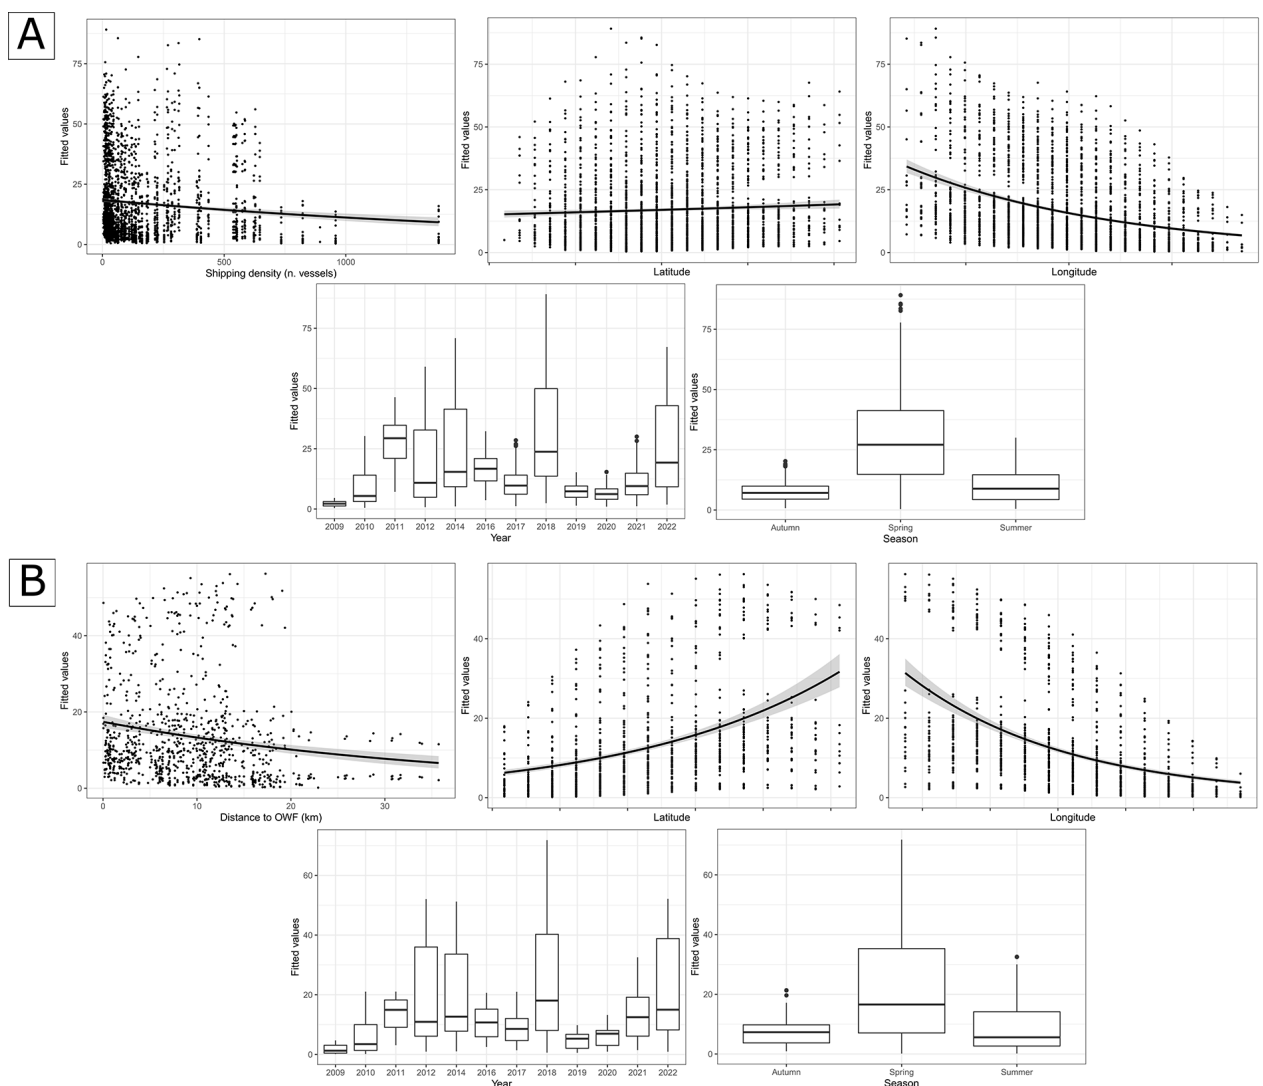 A
Fitted values
75
50
25
0
0 500 1000
Shipping density (n. vessels)
Fitted values
75
50
25
0
Latitude
Fitted values
75
50
25
0
Longitude
Fitted values
75
50
25
0
2009 2010 2011 2012 2014 2016 2017 2018 2019 2020 2021 2022
Year
Fitted values
75
50
25
0
Autumn Spring Summer
Season
B
Fitted values
40
20
0
0 10 20 30
Distance to OWF (km)
Fitted values
40
20
0
Latitude
Fitted values
40
20
0
Longitude
Fitted values
60
40
20
0
2009 2010 2011 2012 2014 2016 2017 2018 2019 2020 2021 2022
Year
Fitted values
60
40
20
0
Autumn Spring Summer
Season